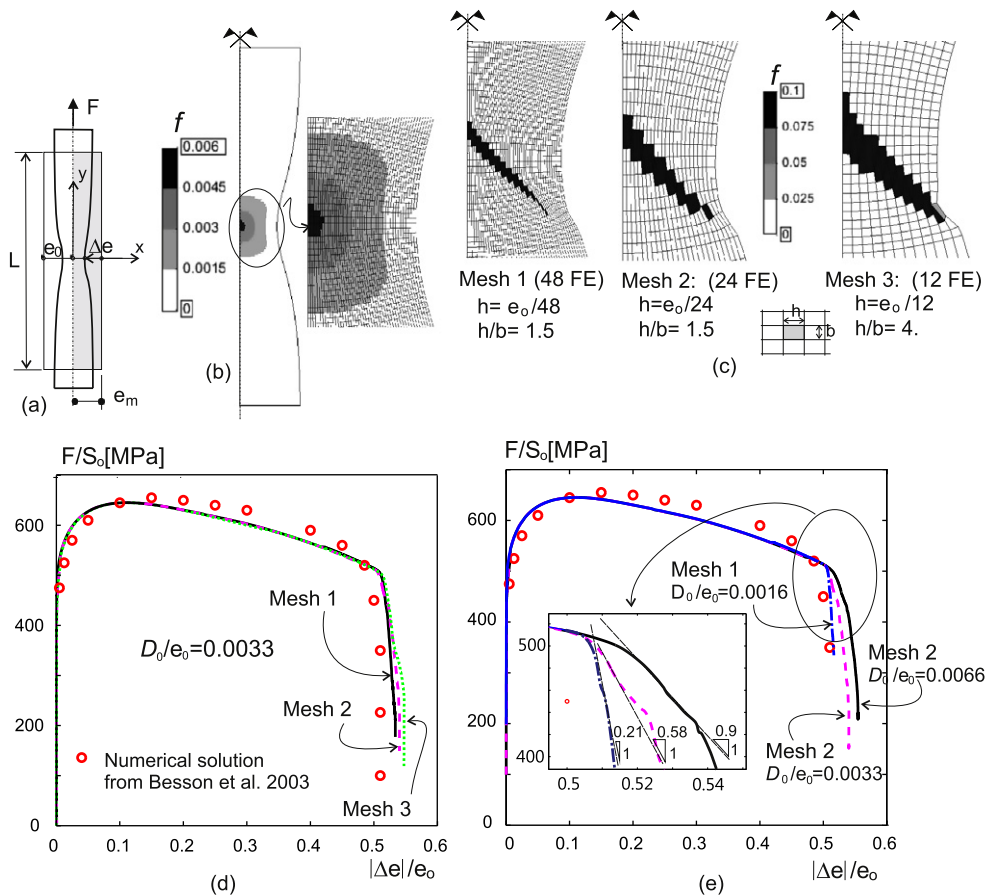 F
y
L
e₀
Δe
x
(a)
e_m
f
0.006
0.0045
0.003
0.0015
0
(b)
Mesh 1 (48 FE)
h= e₀/48
h/b= 1.5
Mesh 2: (24 FE)
h=e₀/24
h/b= 1.5
f
0.1
0.075
0.05
0.025
0
Mesh 3: (12 FE)
h=e₀/12
h/b= 4.
h
b
(c)
F/Sₒ[MPa]
600
400
200
0
Mesh 1
D₀/e₀=0.0033
Mesh 2
Numerical solution
from Besson et al. 2003
Mesh 3
0 0.1 0.2 0.3 0.4 0.5 0.6
|Δe|/eₒ
(d)
F/Sₒ[MPa]
600
400
200
0
Mesh 1
D₀/e₀=0.0016
500
400
0.21
1
0.58
1
0.9
1
0.5 0.52 0.54
Mesh 2
D₀/e₀=0.0066
Mesh 2
D₀/e₀=0.0033
0 0.1 0.2 0.3 0.4 0.5 0.6
|Δe|/eₒ
(e)